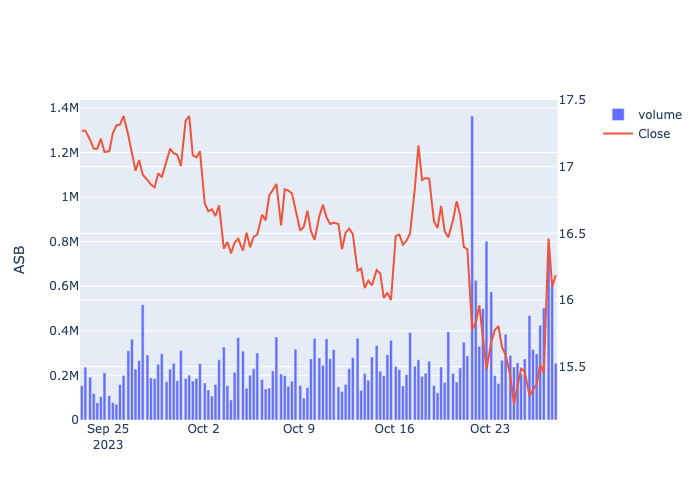 1.4M
1.2M
1M
0.8M
0.6M
0.4M
0.2M
0
ASB
17.5
17
16.5
16
15.5
Sep 25
2023
Oct 2
Oct 9
Oct 16
Oct 23
volume
Close